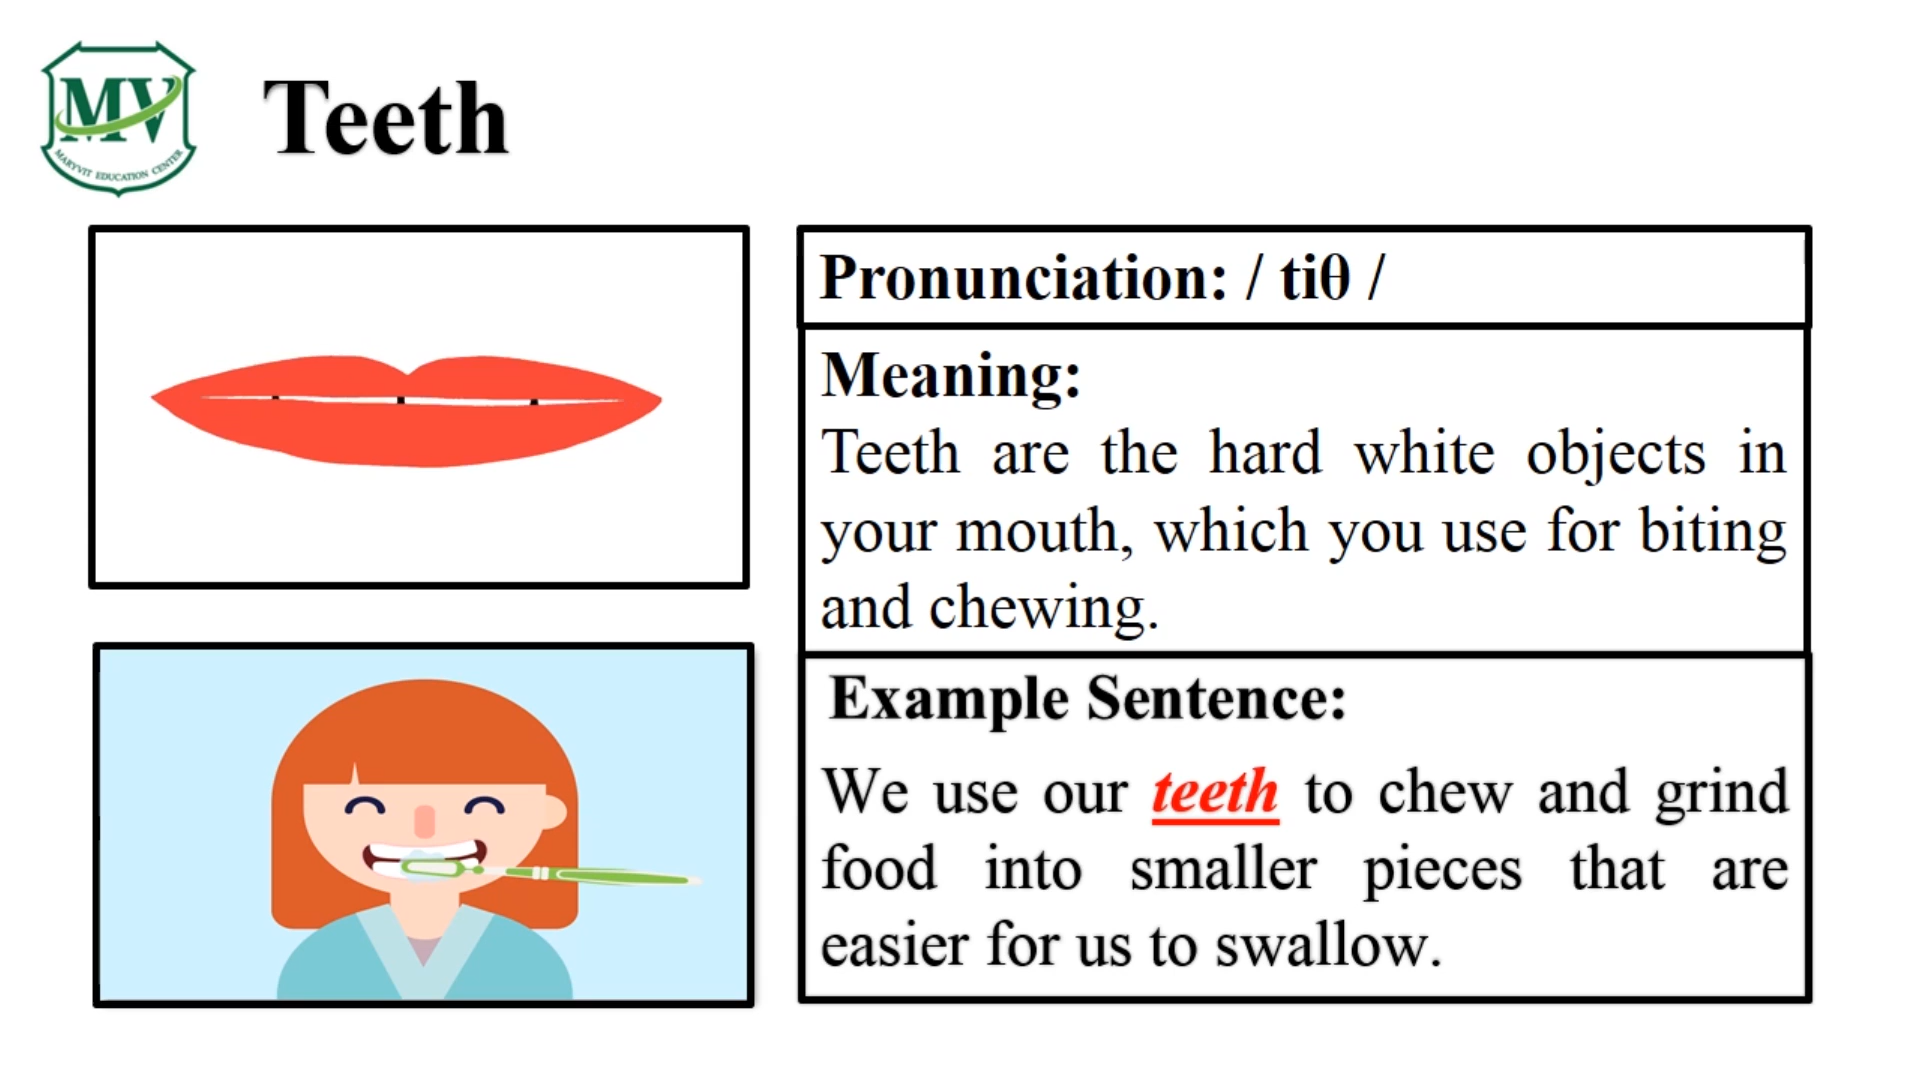 MV
MARYVIT EDUCATION CENTER
Teeth
Pronunciation: / tiθ /
Meaning:
Teeth are the hard white objects in
your mouth, which you use for biting
and chewing.
Example Sentence:
We use our teeth to chew and grind
food into smaller pieces that are
easier for us to swallow.